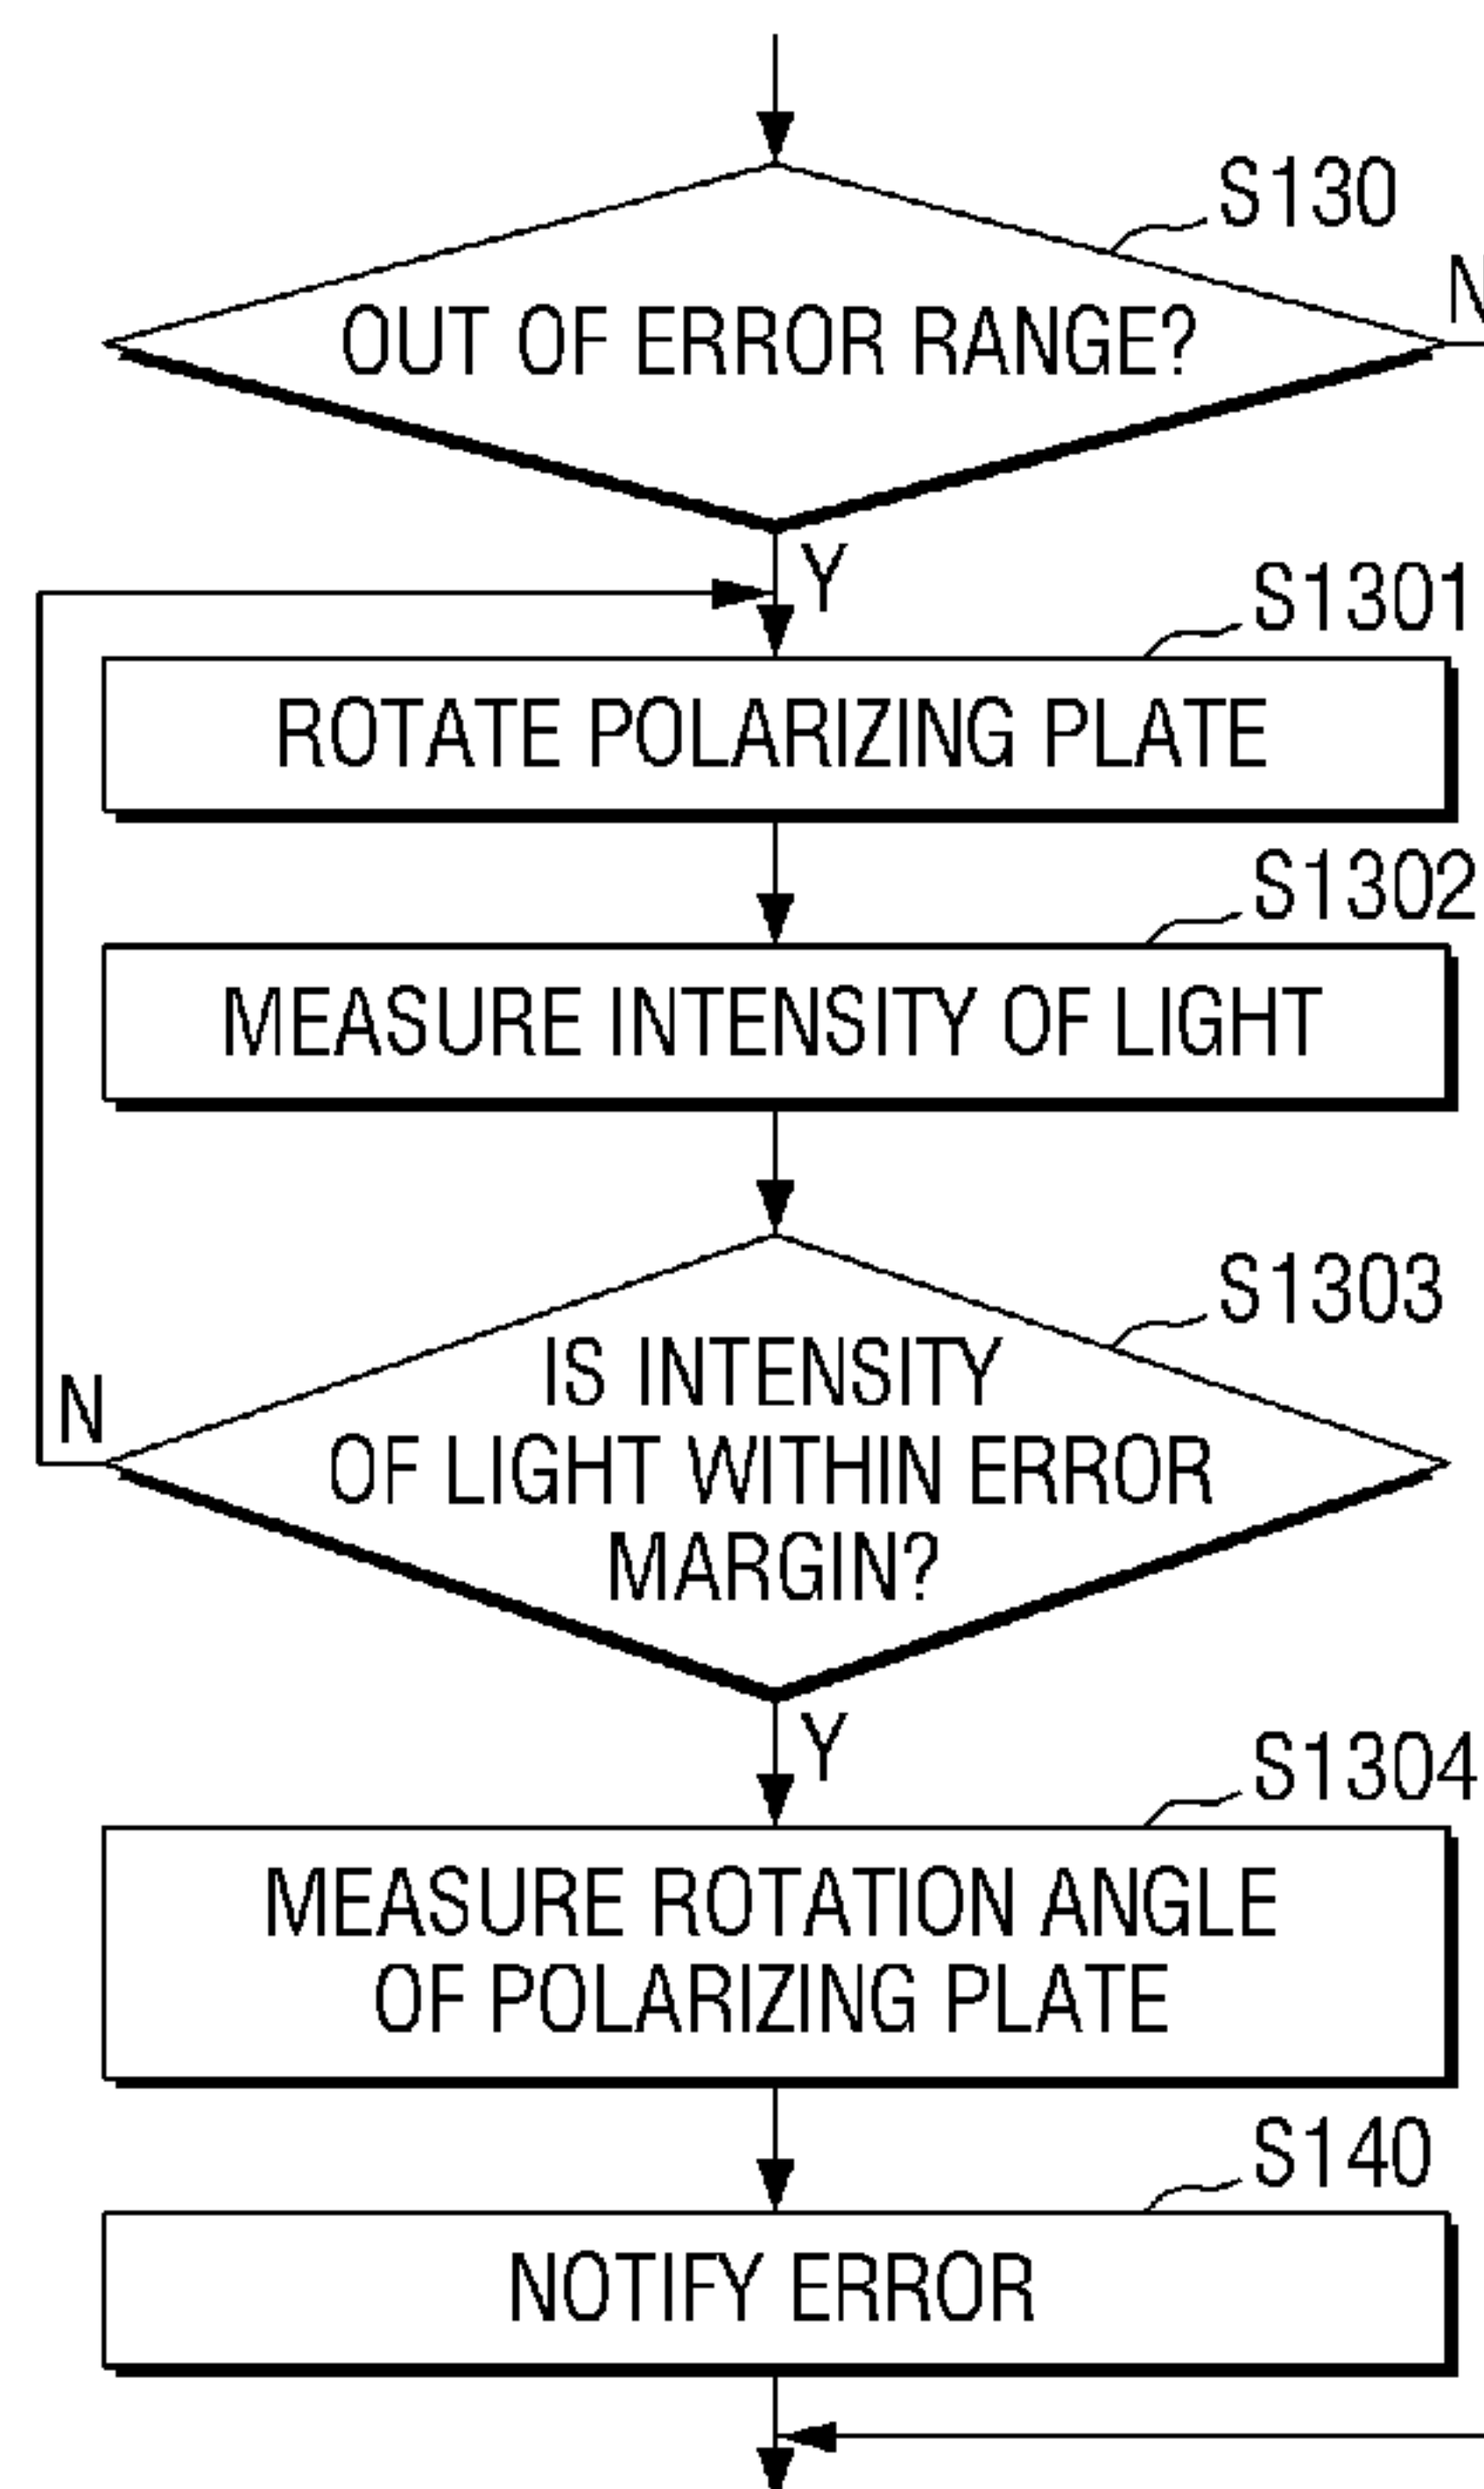 S130
OUT OF ERROR RANGE?
N
Y
S1301
ROTATE POLARIZING PLATE
S1302
MEASURE INTENSITY OF LIGHT
S1303
IS INTENSITY
OF LIGHT WITHIN ERROR
MARGIN?
N
Y
S1304
MEASURE ROTATION ANGLE
OF POLARIZING PLATE
S140
NOTIFY ERROR